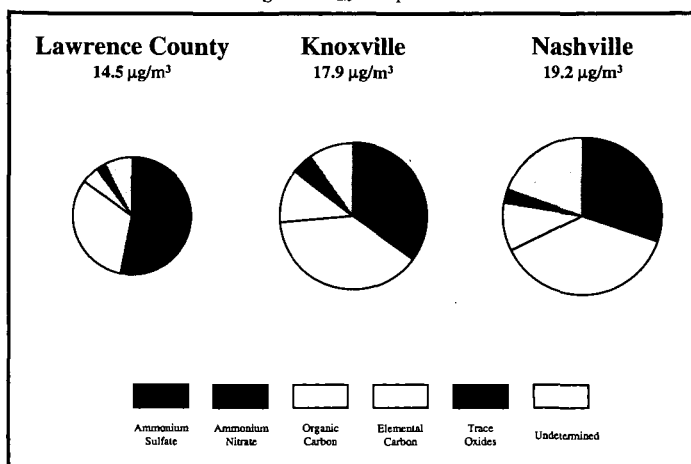 Lawrence County
14.5 µg/m³
Knoxville
17.9 µg/m³
Nashville
19.2 µg/m³
Ammonium
Sulfate
Ammonium
Nitrate
Organic
Carbon
Elemental
Carbon
Trace
Oxides
Undetermined